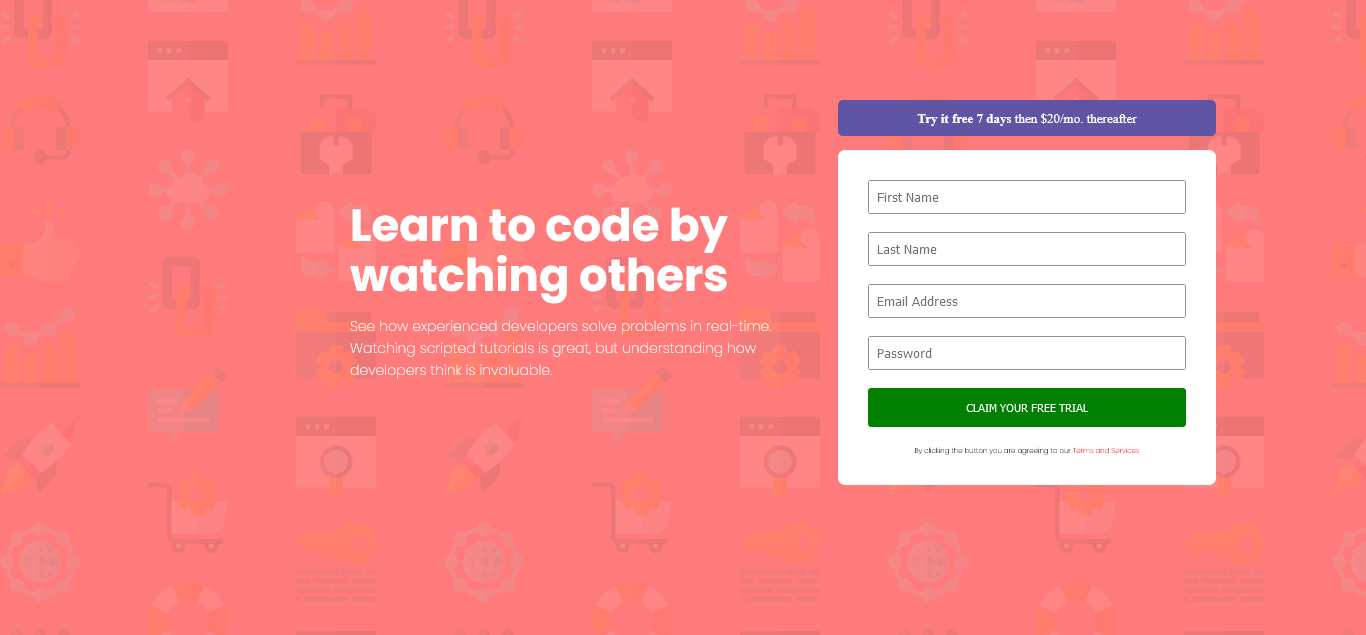 Learn to code by
watching others
See how experienced developers solve problems in real-time.
Watching scripted tutorials is great, but understanding how
developers think is invaluable.
Try it free 7 days then $20/mo. thereafter
First Name
Last Name
Email Address
Password
CLAIM YOUR FREE TRIAL
By clicking the button you are agreeing to our Terms and Services